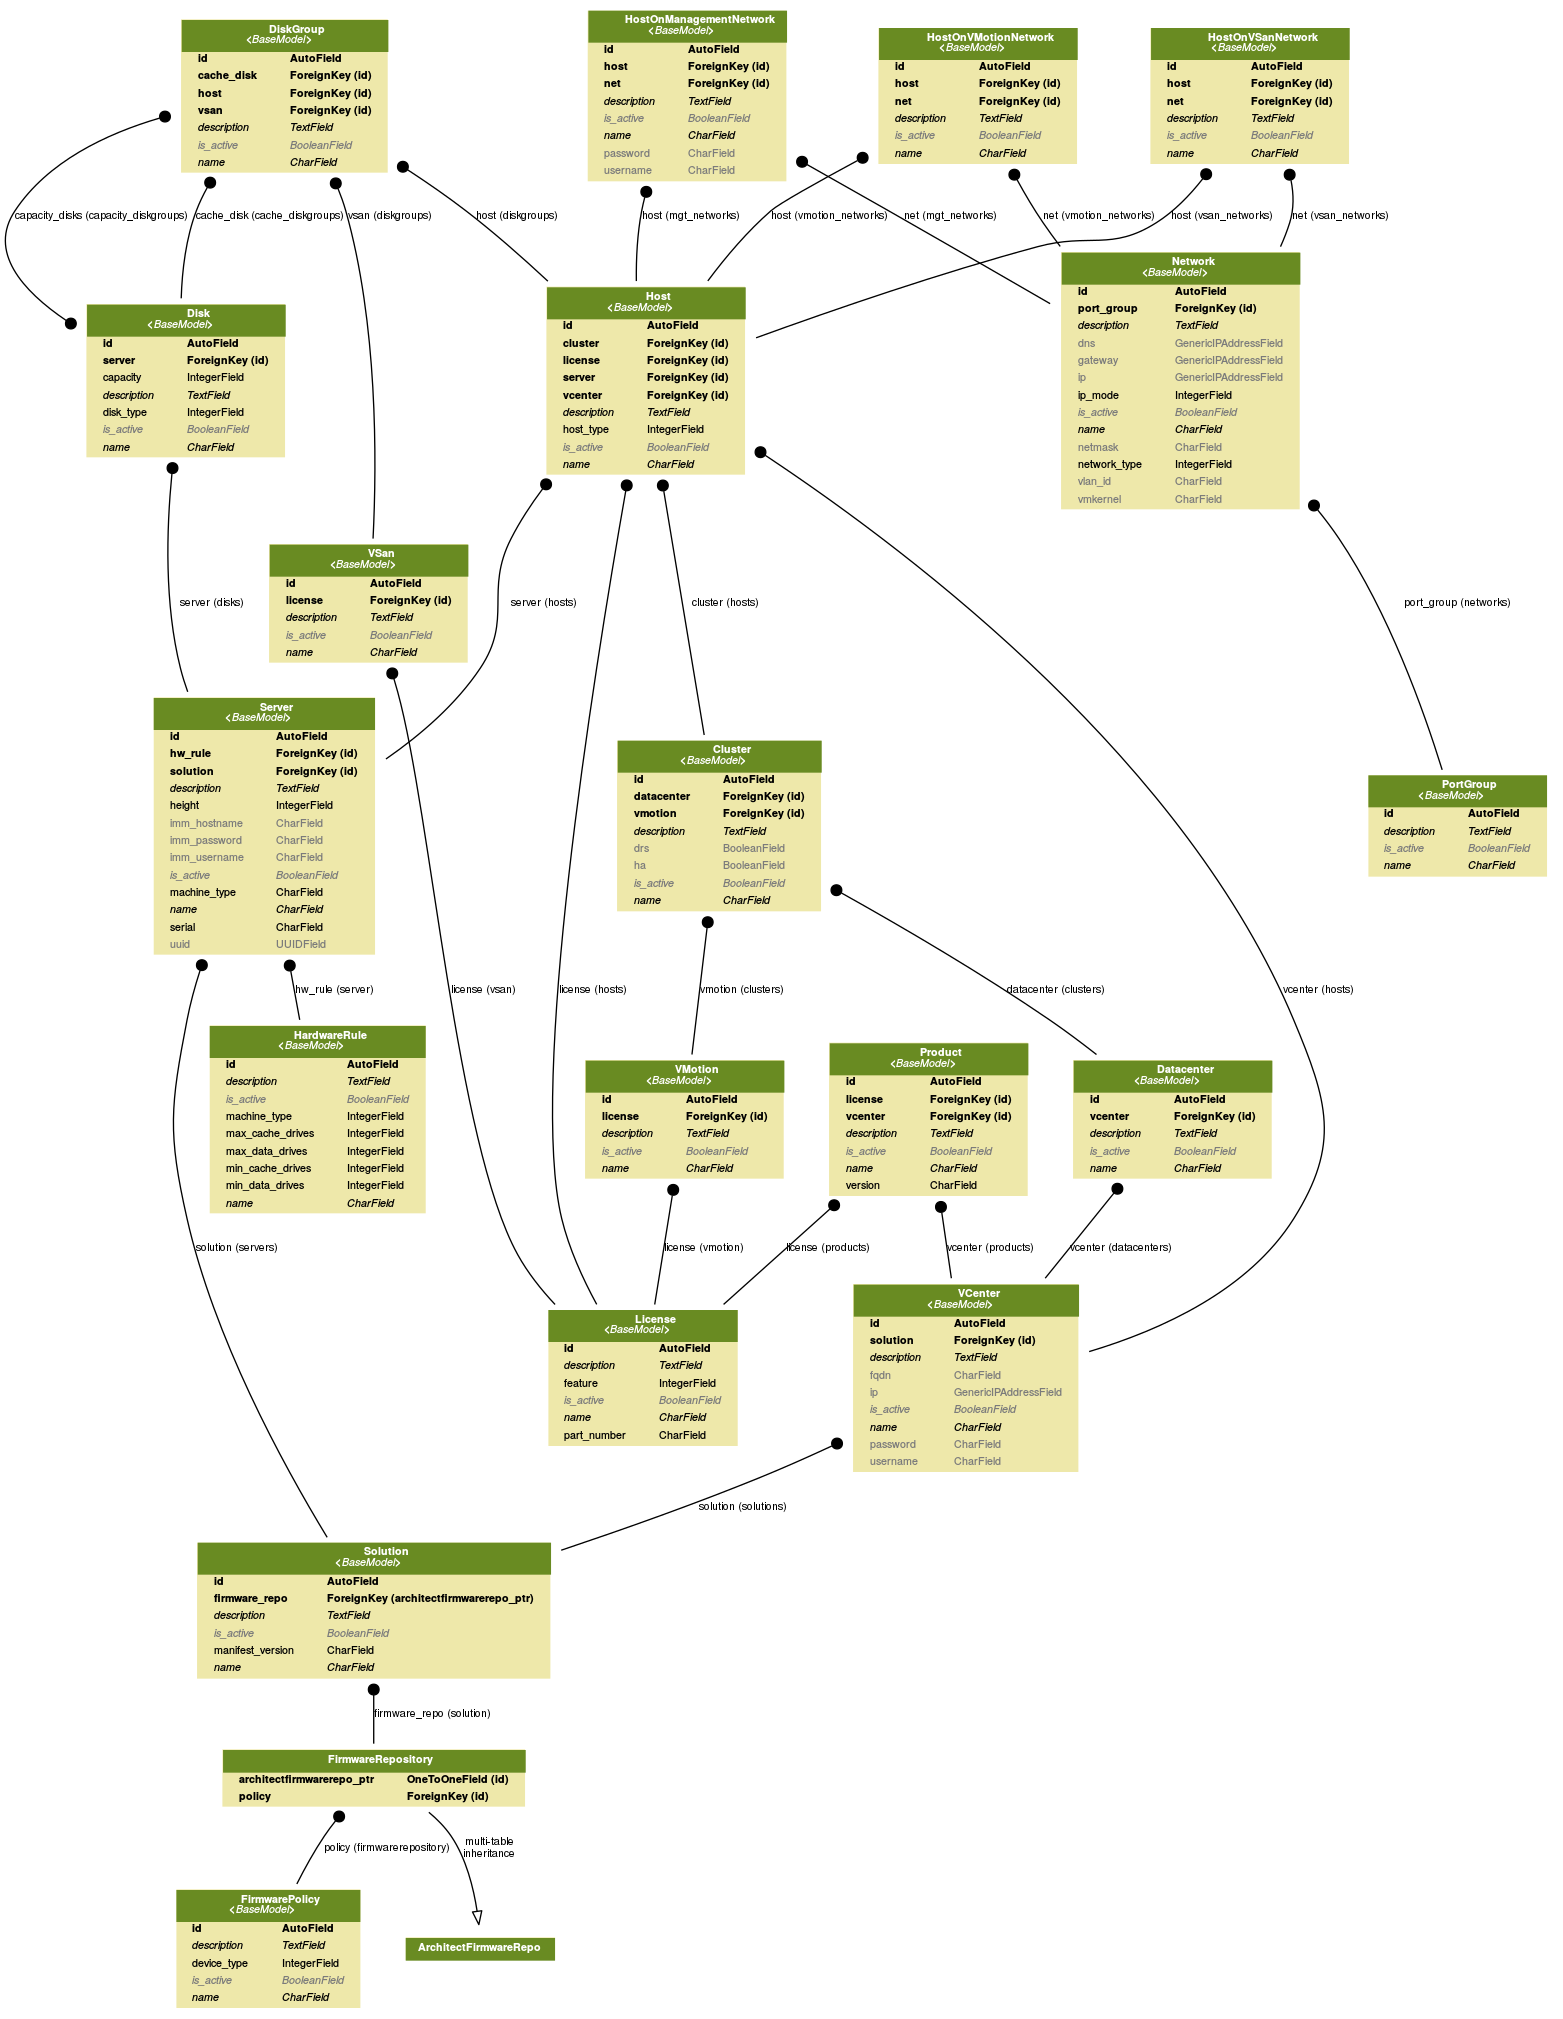 DiskGroup
<BaseModel>
id AutoField
cache_disk ForeignKey (id)
host ForeignKey (id)
vsan ForeignKey (id)
description TextField
is_active BooleanField
name CharField
HostOnManagementNetwork
<BaseModel>
id AutoField
host ForeignKey (id)
net ForeignKey (id)
description TextField
is_active BooleanField
name CharField
password CharField
username CharField
HostOnVMotionNetwork
<BaseModel>
id AutoField
host ForeignKey (id)
net ForeignKey (id)
description TextField
is_active BooleanField
name CharField
HostOnVSanNetwork
<BaseModel>
id AutoField
host ForeignKey (id)
net ForeignKey (id)
description TextField
is_active BooleanField
name CharField
capacity_disks (capacity_diskgroups)
cache_disk (cache_diskgroups)
vsan (diskgroups)
host (diskgroups)
host (mgt_networks)
host (vmotion_networks)
net (mgt_networks)
net (vmotion_networks)
host (vsan_networks)
net (vsan_networks)
Disk
<BaseModel>
id AutoField
server ForeignKey (id)
capacity IntegerField
description TextField
disk_type IntegerField
is_active BooleanField
name CharField
Host
<BaseModel>
id AutoField
cluster ForeignKey (id)
license ForeignKey (id)
server ForeignKey (id)
vcenter ForeignKey (id)
description TextField
host_type IntegerField
is_active BooleanField
name CharField
Network
<BaseModel>
id AutoField
port_group ForeignKey (id)
description TextField
dns GenericIPAddressField
gateway GenericIPAddressField
ip GenericIPAddressField
ip_mode IntegerField
is_active BooleanField
name CharField
netmask CharField
network_type IntegerField
vlan_id CharField
vmkernel CharField
VSan
<BaseModel>
id AutoField
license ForeignKey (id)
description TextField
is_active BooleanField
name CharField
server (disks)
server (hosts)
cluster (hosts)
port_group (networks)
Server
<BaseModel>
id AutoField
hw_rule ForeignKey (id)
solution ForeignKey (id)
description TextField
height IntegerField
imm_hostname CharField
imm_password CharField
imm_username CharField
is_active BooleanField
machine_type CharField
name CharField
serial CharField
uuid UUIDField
Cluster
<BaseModel>
id AutoField
datacenter ForeignKey (id)
vmotion ForeignKey (id)
description TextField
drs BooleanField
ha BooleanField
is_active BooleanField
name CharField
PortGroup
<BaseModel>
id AutoField
description TextField
is_active BooleanField
name CharField
hw_rule (server)
license (vsan)
license (hosts)
vmotion (clusters)
datacenter (clusters)
vcenter (hosts)
HardwareRule
<BaseModel>
id AutoField
description TextField
is_active BooleanField
machine_type IntegerField
max_cache_drives IntegerField
max_data_drives IntegerField
min_cache_drives IntegerField
min_data_drives IntegerField
name CharField
VMotion
<BaseModel>
id AutoField
license ForeignKey (id)
description TextField
is_active BooleanField
name CharField
Product
<BaseModel>
id AutoField
license ForeignKey (id)
vcenter ForeignKey (id)
description TextField
is_active BooleanField
name CharField
version CharField
Datacenter
<BaseModel>
id AutoField
vcenter ForeignKey (id)
description TextField
is_active BooleanField
name CharField
solution (servers)
license (vmotion)
license (products)
vcenter (products)
vcenter (datacenters)
License
<BaseModel>
id AutoField
description TextField
feature IntegerField
is_active BooleanField
name CharField
part_number CharField
VCenter
<BaseModel>
id AutoField
solution ForeignKey (id)
description TextField
fqdn CharField
ip GenericIPAddressField
is_active BooleanField
name CharField
password CharField
username CharField
solution (solutions)
Solution
<BaseModel>
id AutoField
firmware_repo ForeignKey (architectfirmwarerepo_ptr)
description TextField
is_active BooleanField
manifest_version CharField
name CharField
firmware_repo (solution)
FirmwareRepository
architectfirmwarerepo_ptr OneToOneField (id)
policy ForeignKey (id)
policy (firmwarerepository)
multi-table
inheritance
FirmwarePolicy
<BaseModel>
id AutoField
description TextField
device_type IntegerField
is_active BooleanField
name CharField
ArchitectFirmwareRepo